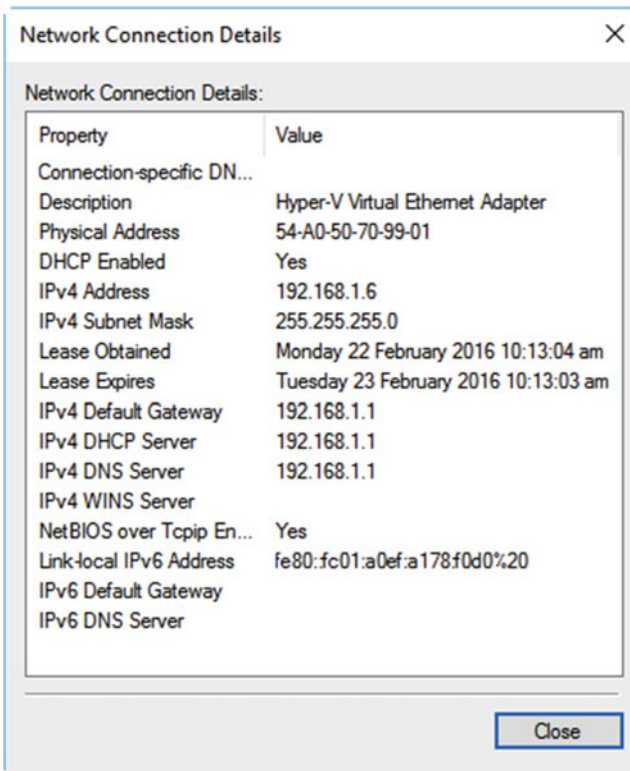 Network Connection Details
Network Connection Details:
Property Value
Connection-specific DN...
Description Hyper-V Virtual Ethernet Adapter
Physical Address 54-A0-50-70-99-01
DHCP Enabled Yes
IPv4 Address 192.168.1.6
IPv4 Subnet Mask 255.255.255.0
Lease Obtained Monday 22 February 2016 10:13:04 am
Lease Expires Tuesday 23 February 2016 10:13:03 am
IPv4 Default Gateway 192.168.1.1
IPv4 DHCP Server 192.168.1.1
IPv4 DNS Server 192.168.1.1
IPv4 WINS Server
NetBIOS over Tcpip En... Yes
Link-local IPv6 Address fe80::fc01:a0ef:a178:f0d0%20
IPv6 Default Gateway
IPv6 DNS Server
Close